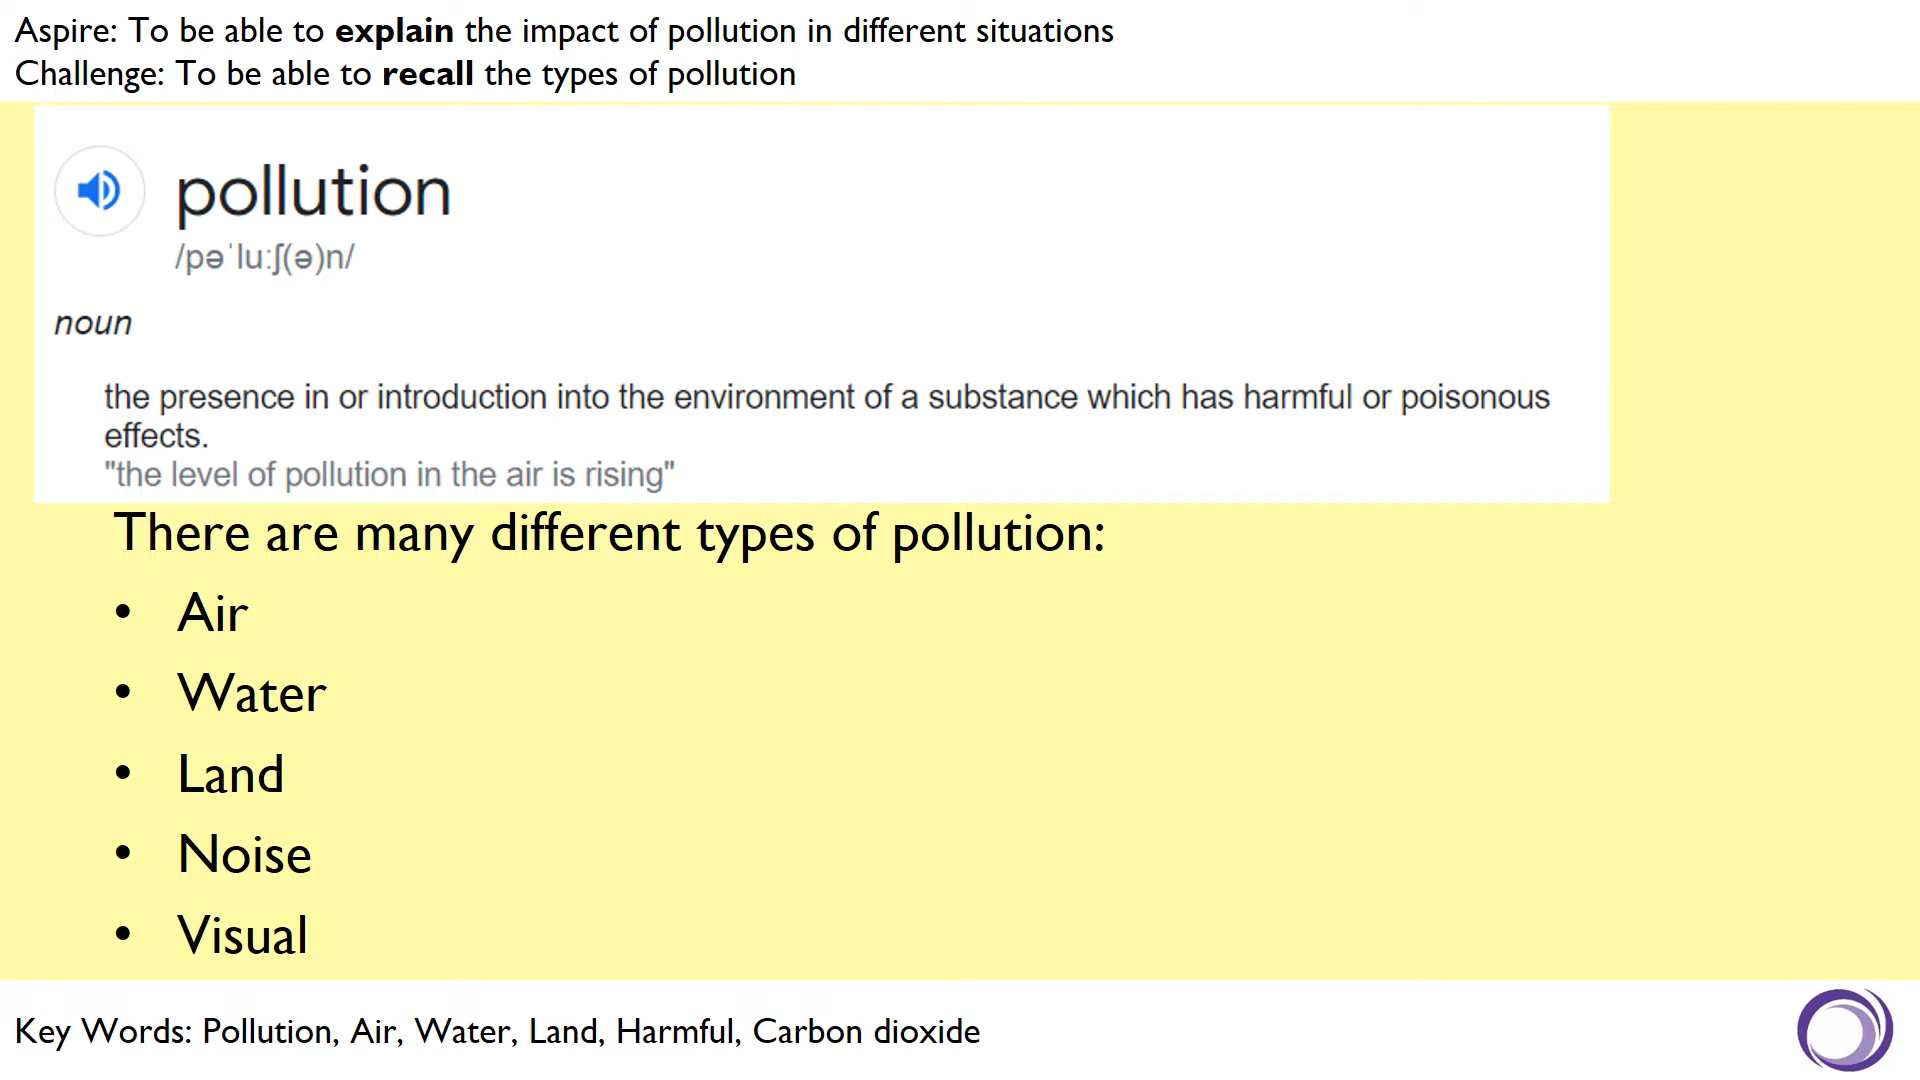 Aspire: To be able to explain the impact of pollution in different situations
Challenge: To be able to recall the types of pollution
pollution
/pəˈluːʃ(ə)n/
noun
the presence in or introduction into the environment of a substance which has harmful or poisonous
effects.
"the level of pollution in the air is rising"
There are many different types of pollution:
• Air
• Water
• Land
• Noise
• Visual
Key Words: Pollution, Air, Water, Land, Harmful, Carbon dioxide